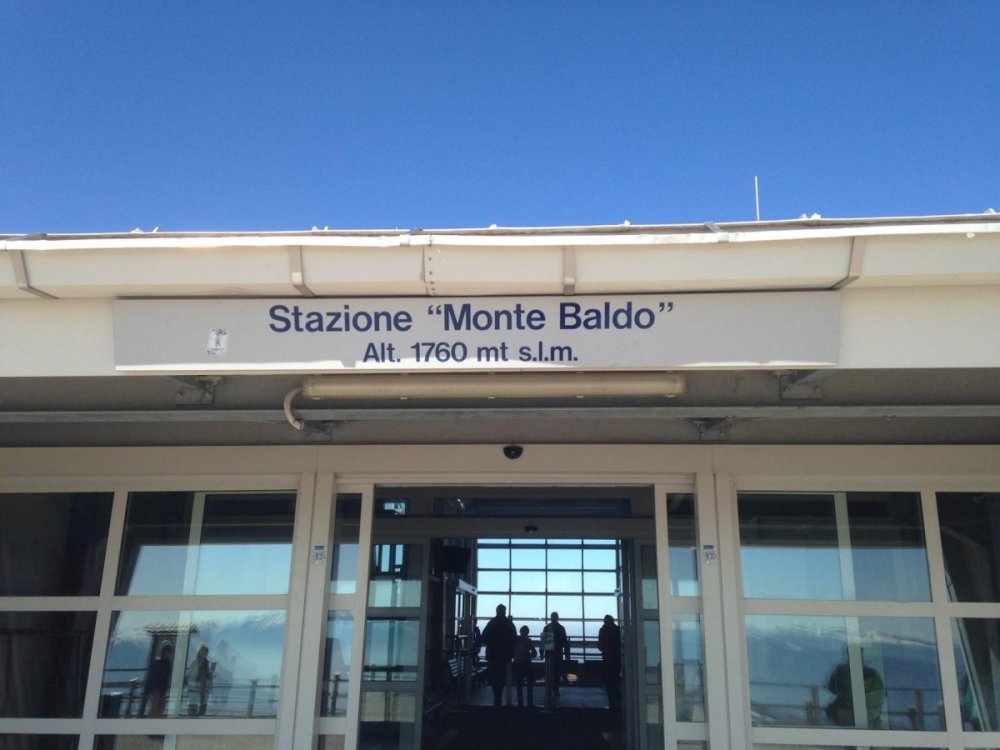 Stazione “Monte Baldo”
Alt. 1760 mt s.l.m.